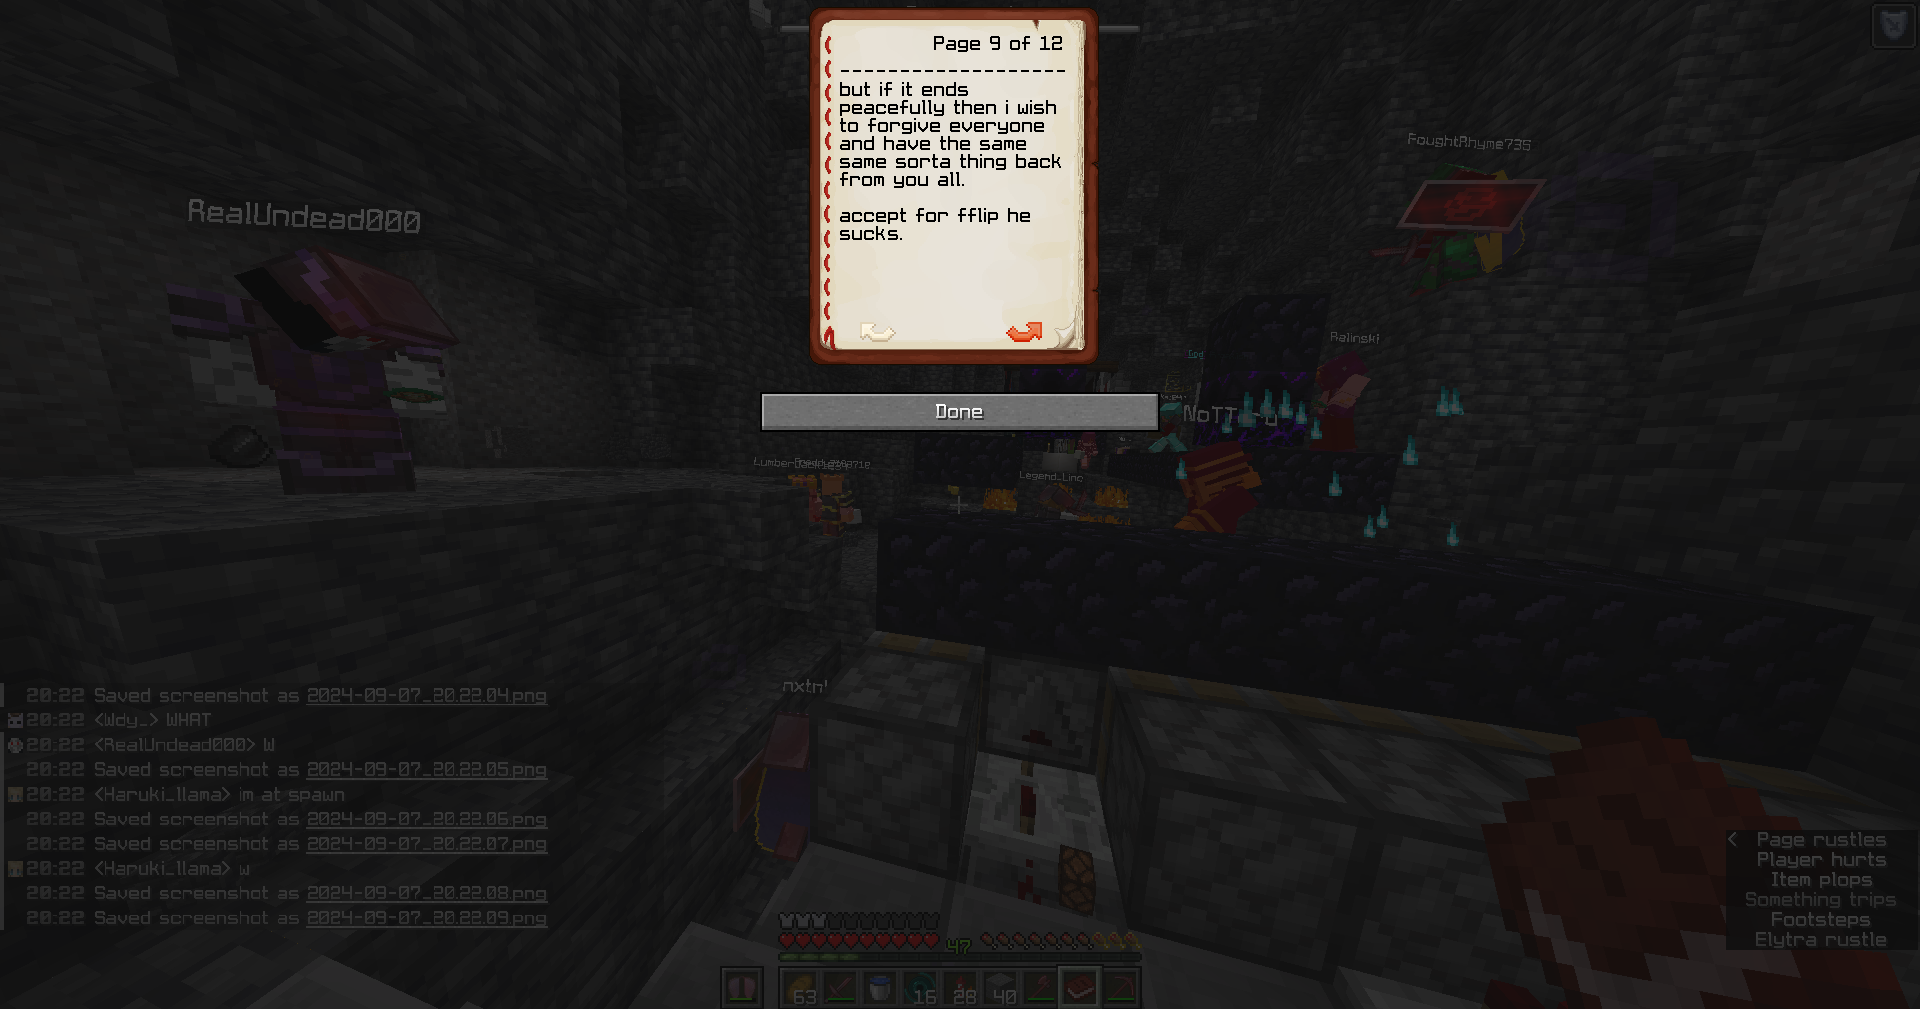 Page 9 of 12
-------------------
but if it ends
peacefully then i wish
to forgive everyone
and have the same
same sorta thing back
from you all.
accept for fflip he
sucks.
Done
FoughtRhyme735
RealUndead000
Ralinski
Legend_Linq
nxtn'
20:22 Saved screenshot as 2024-09-07_20.22.04.png
20:22 <Wdy_> WHAT
20:22 <RealUndead000> W
20:22 Saved screenshot as 2024-09-07_20.22.05.png
20:22 <Haruki_llama> im at spawn
20:22 Saved screenshot as 2024-09-07_20.22.06.png
20:22 Saved screenshot as 2024-09-07_20.22.07.png
20:22 <Haruki_llama> w
20:22 Saved screenshot as 2024-09-07_20.22.08.png
20:22 Saved screenshot as 2024-09-07_20.22.09.png
< Page rustles
Player hurts
Item plops
Something trips
Footsteps
Elytra rustle
47
63
16
28
40